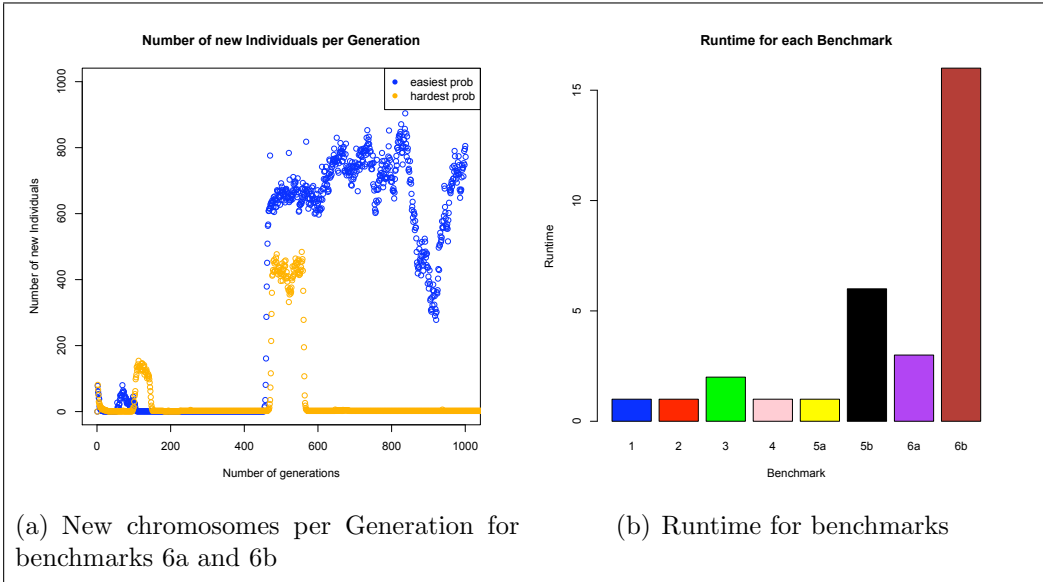 Number of new Individuals per Generation
easiest prob
hardest prob
Number of new Individuals
1000
800
600
400
200
0
0 200 400 600 800 1000
Number of generations
(a) New chromosomes per Generation for
benchmarks 6a and 6b
Runtime for each Benchmark
Runtime
15
10
5
0
1 2 3 4 5a 5b 6a 6b
Benchmark
(b) Runtime for benchmarks